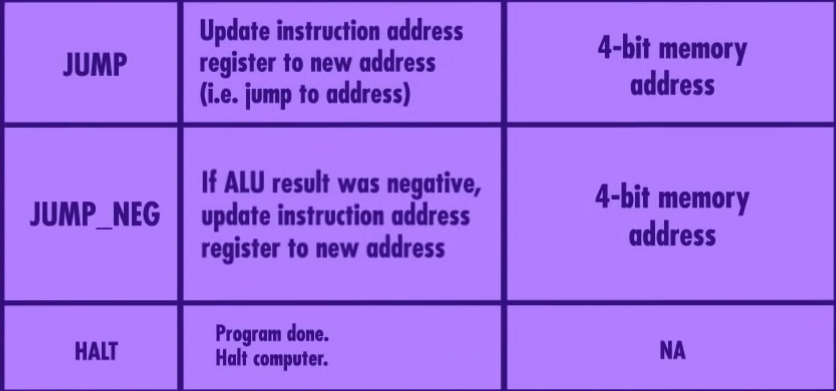 JUMP
Update instruction address
register to new address
(i.e. jump to address)
4-bit memory
address
JUMP_NEG
If ALU result was negative,
update instruction address
register to new address
4-bit memory
address
HALT
Program done.
Halt computer.
NA